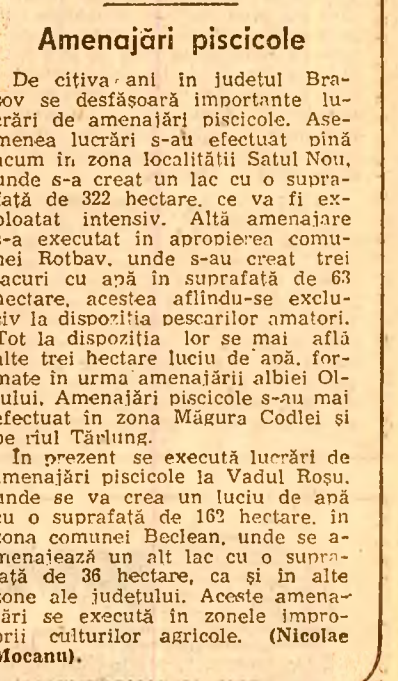 Amenajări piscicole
De cîțiva ani în județul Bra-
șov se desfășoară importante lu-
crări de amenajări piscicole. Ase-
menea lucrări s-au efectuat pînă
acum în zona localității Satul Nou,
unde s-a creat un lac cu o supra-
față de 322 hectare, ce va fi ex-
ploatat intensiv. Altă amenajare
s-a executat în apropierea comu-
nei Rotbav, unde s-au creat trei
lacuri cu apă în suprafață de 63
hectare, acestea aflîndu-se exclu-
siv la dispoziția pescarilor amatori.
Tot la dispoziția lor se mai află
alte trei hectare luciu de apă, for-
mate în urma amenajării albiei Ol-
tului. Amenajări piscicole s-au mai
efectuat în zona Măgura Codlei și
pe rîul Tărlung.
În prezent se execută lucrări de
amenajări piscicole la Vadul Roșu,
unde se va crea un luciu de apă
cu o suprafață de 162 hectare, în
zona comunei Beclean, unde se a-
menajează un alt lac cu o supra-
față de 36 hectare, ca și în alte
zone ale județului. Aceste amena-
jări se execută în zonele impro-
prii culturilor agricole. (Nicolae
Mocanu).